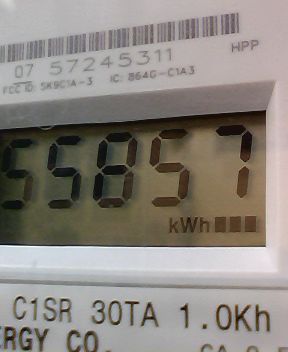 07 57245311
HPP
FCC ID: SK9C1A-3 IC: 864G-C1A3
55857
kWh
C1SR 30TA 1.0Kh
ERGY CO.